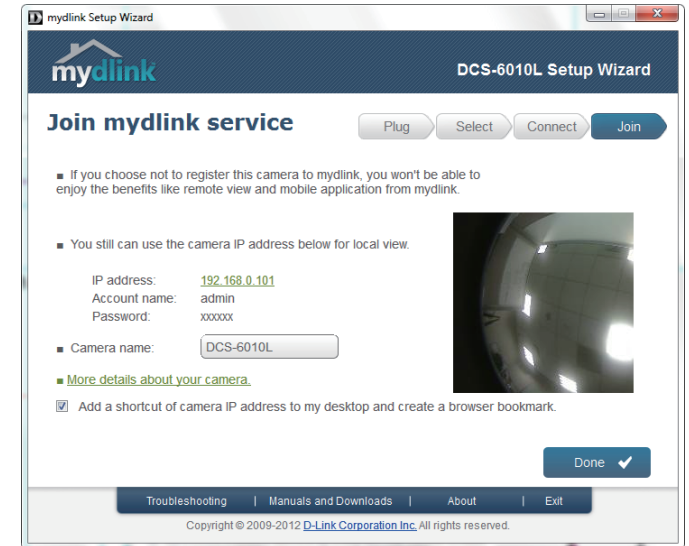 mydlink Setup Wizard
mydlink
DCS-6010L Setup Wizard
Join mydlink service
Plug
Select
Connect
Join
If you choose not to register this camera to mydlink, you won't be able to
enjoy the benefits like remote view and mobile application from mydlink.
You still can use the camera IP address below for local view.
IP address: 192.168.0.101
Account name: admin
Password: xxxxxx
Camera name: DCS-6010L
More details about your camera.
Add a shortcut of camera IP address to my desktop and create a browser bookmark.
Done
Troubleshooting | Manuals and Downloads | About | Exit
Copyright © 2009-2012 D-Link Corporation Inc. All rights reserved.